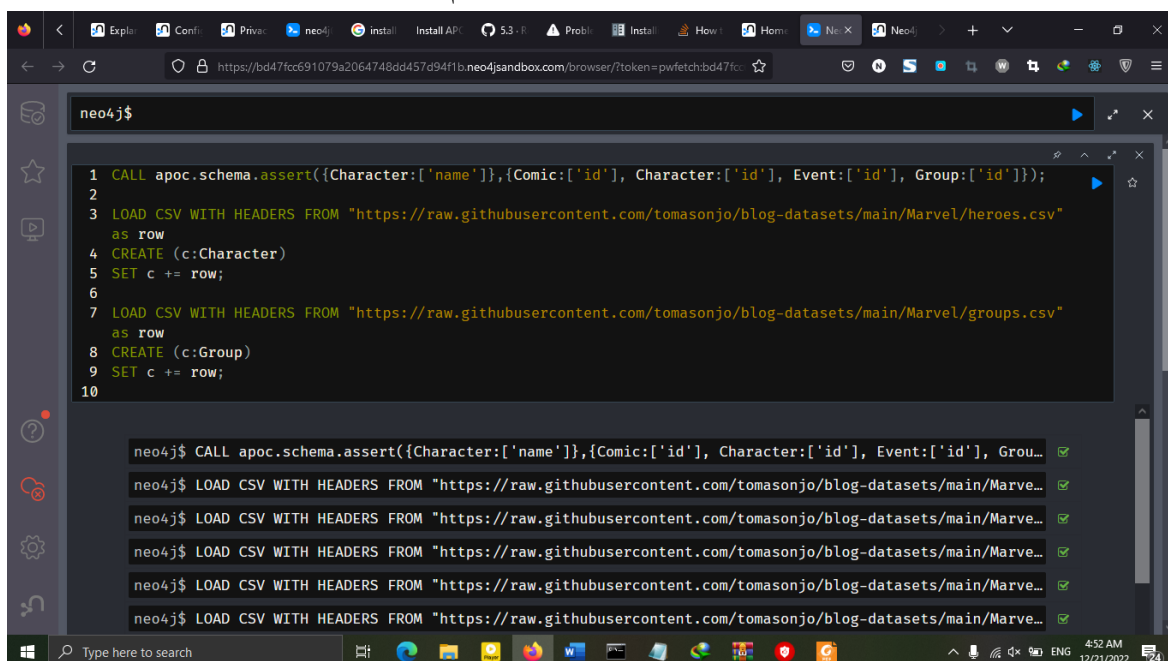 Explar
Confi
Privac
neo4j
install
Install APC
5.3 - R
Proble
Install
How t
Home
Ne
Neo4j
https://bd47fcc691079a2064748dd457d94f1b.neo4jsandbox.com/browser/?token=pwfetch:bd47fcc
neo4j$
1 CALL apoc.schema.assert({Character:['name']},{Comic:['id'], Character:['id'], Event:['id'], Group:['id']});
2
3 LOAD CSV WITH HEADERS FROM "https://raw.githubusercontent.com/tomasonjo/blog-datasets/main/Marvel/heroes.csv"
as row
4 CREATE (c:Character)
5 SET c += row;
6
7 LOAD CSV WITH HEADERS FROM "https://raw.githubusercontent.com/tomasonjo/blog-datasets/main/Marvel/groups.csv"
as row
8 CREATE (c:Group)
9 SET c += row;
10
neo4j$ CALL apoc.schema.assert({Character:['name']},{Comic:['id'], Character:['id'], Event:['id'], Grou…
neo4j$ LOAD CSV WITH HEADERS FROM "https://raw.githubusercontent.com/tomasonjo/blog-datasets/main/Marve…
neo4j$ LOAD CSV WITH HEADERS FROM "https://raw.githubusercontent.com/tomasonjo/blog-datasets/main/Marve…
neo4j$ LOAD CSV WITH HEADERS FROM "https://raw.githubusercontent.com/tomasonjo/blog-datasets/main/Marve…
neo4j$ LOAD CSV WITH HEADERS FROM "https://raw.githubusercontent.com/tomasonjo/blog-datasets/main/Marve…
neo4j$ LOAD CSV WITH HEADERS FROM "https://raw.githubusercontent.com/tomasonjo/blog-datasets/main/Marve…
Type here to search
ENG
4:52 AM
12/21/2022
24